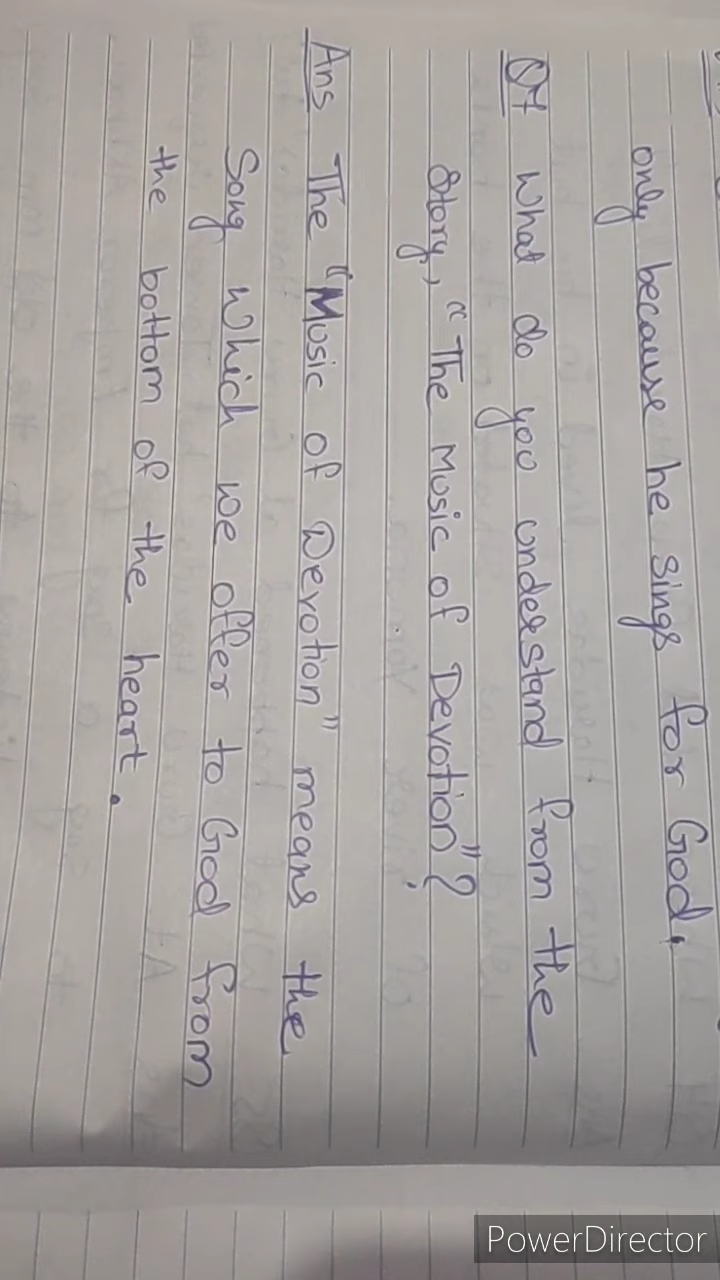 only because he sings for God.
Q7 What do you understand from the
Story, "The Music of Devotion"?
Ans The "Music of Devotion" means the
Song which we offer to God from
the bottom of the heart.
PowerDirector